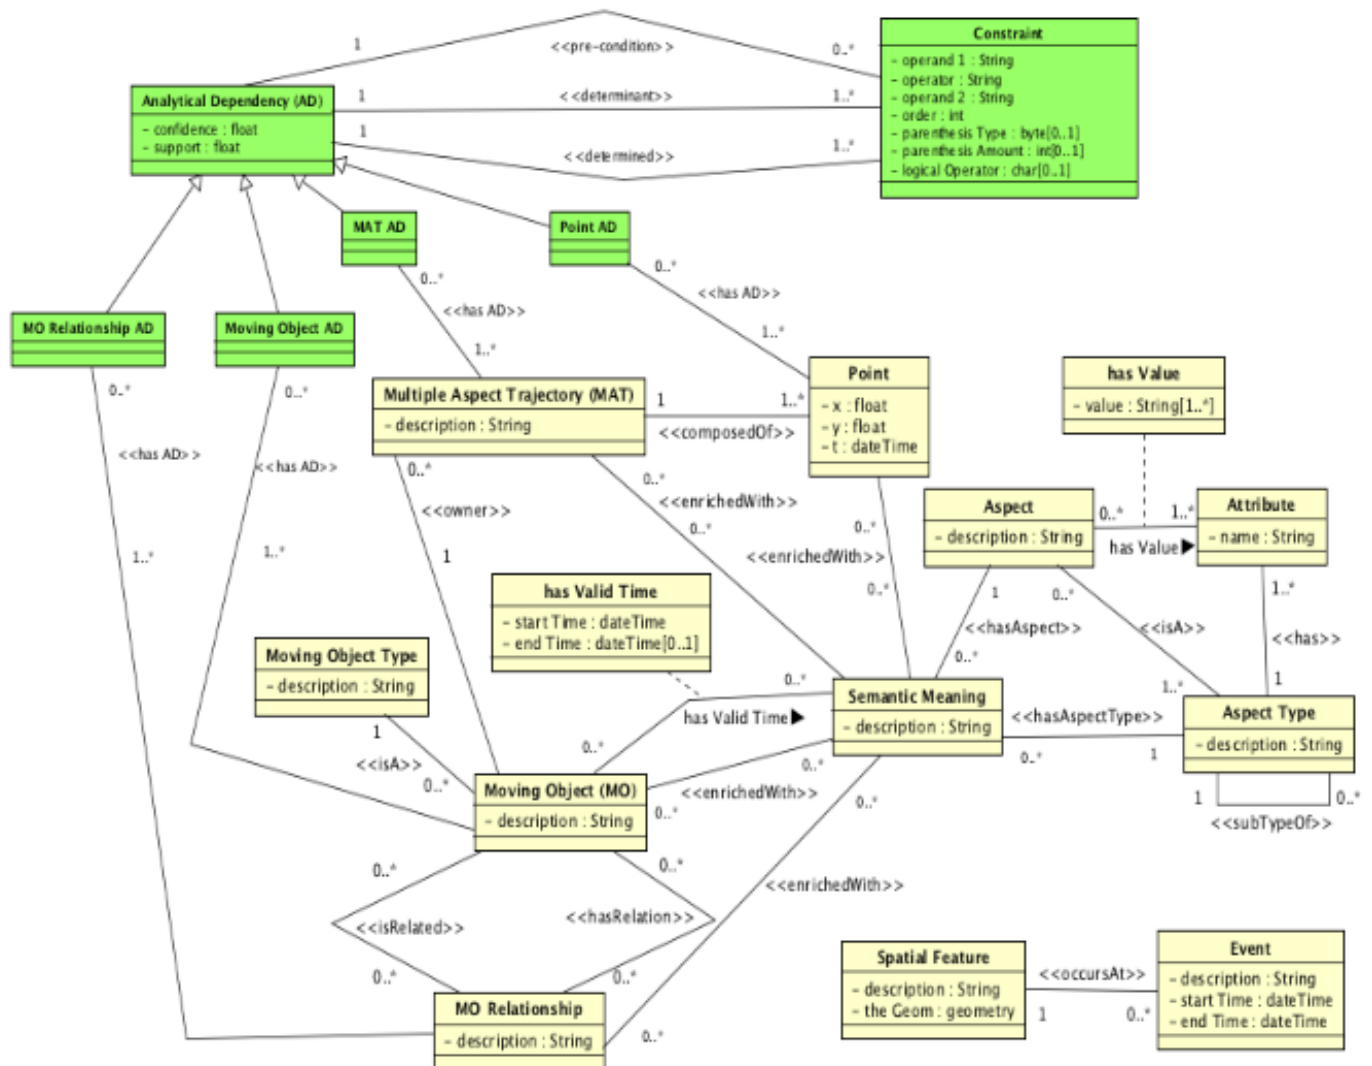 1
<<pre-condition>>
0..*
Constraint
- operand 1 : String
- operator : String
- operand 2 : String
- order : int
- parenthesis Type : byte[0..1]
- parenthesis Amount : int[0..1]
- logical Operator : char[0..1]
Analytical Dependency (AD)
- confidence : float
- support : float
1
<<determinant>>
1..*
1
<<determined>>
1..*
MAT AD
Point AD
0..*
<<has AD>>
1..*
0..*
<<has AD>>
1..*
MO Relationship AD
Moving Object AD
0..*
<<has AD>>
1..*
0..*
<<has AD>>
1..*
Multiple Aspect Trajectory (MAT)
- description : String
1
1..*
<<composedOf>>
Point
- x : float
- y : float
- t : dateTime
has Value
- value : String[1..*]
0..*
<<owner>>
1
0..*
<<enrichedWith>>
0..*
0..*
<<enrichedWith>>
0..*
Aspect
- description : String
0..*
1..*
has Value▶
Attribute
- name : String
has Valid Time
- start Time : dateTime
- end Time : dateTime[0..1]
1
<<hasAspect>>
0..*
0..*
<<isA>>
1..*
1..*
<<has>>
1
Moving Object Type
- description : String
1
<<isA>>
0..*
0..*
has Valid Time▶
0..*
Semantic Meaning
- description : String
<<hasAspectType>>
0..*
1
Aspect Type
- description : String
1
0..*
<<subTypeOf>>
Moving Object (MO)
- description : String
0..*
<<enrichedWith>>
0..*
0..*
<<enrichedWith>>
0..*
0..*
<<isRelated>>
0..*
0..*
<<hasRelation>>
0..*
MO Relationship
- description : String
Spatial Feature
- description : String
- the Geom : geometry
<<occursAt>>
1
0..*
Event
- description : String
- start Time : dateTime
- end Time : dateTime